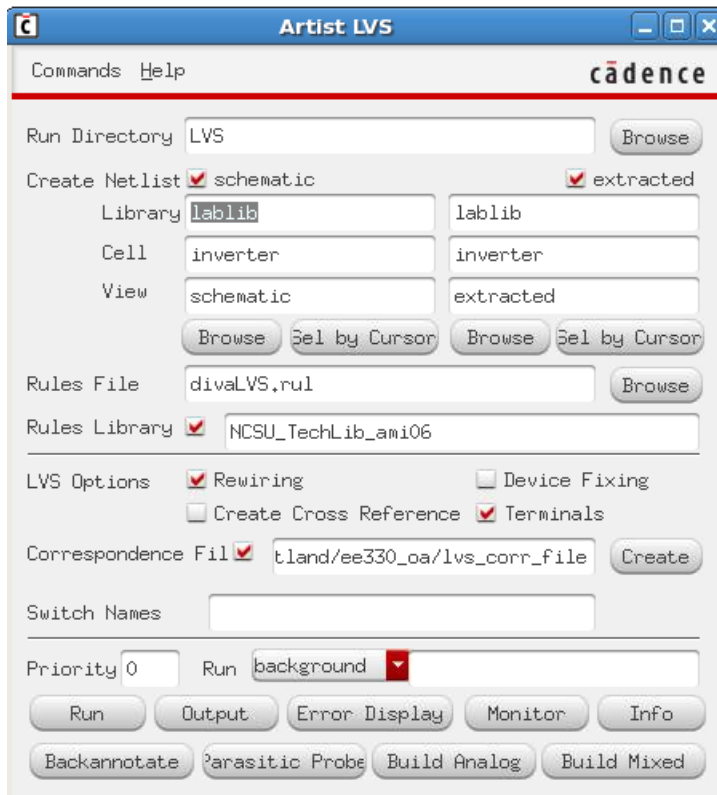 Artist LVS
Commands Help cādence
Run Directory LVS Browse
Create Netlist schematic extracted
Library lablib lablib
Cell inverter inverter
View schematic extracted
Browse Sel by Cursor Browse Sel by Cursor
Rules File divaLVS.rul Browse
Rules Library NCSU_TechLib_ami06
LVS Options Rewiring Device Fixing
Create Cross Reference Terminals
Correspondence Fil tland/ee330_oa/lvs_corr_file Create
Switch Names
Priority 0 Run background
Run Output Error Display Monitor Info
Backannotate Parasitic Probe Build Analog Build Mixed